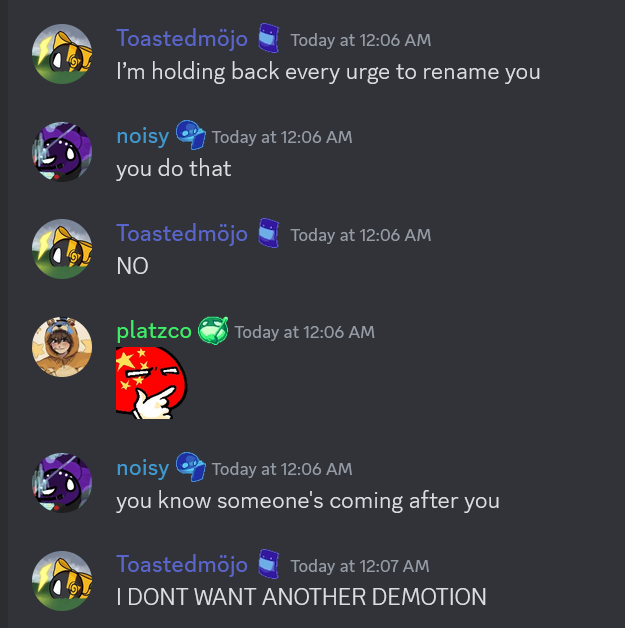 Toastedmöjo Today at 12:06 AM
I’m holding back every urge to rename you
noisy Today at 12:06 AM
you do that
Toastedmöjo Today at 12:06 AM
NO
platzco Today at 12:06 AM
noisy Today at 12:06 AM
you know someone's coming after you
Toastedmöjo Today at 12:07 AM
I DONT WANT ANOTHER DEMOTION